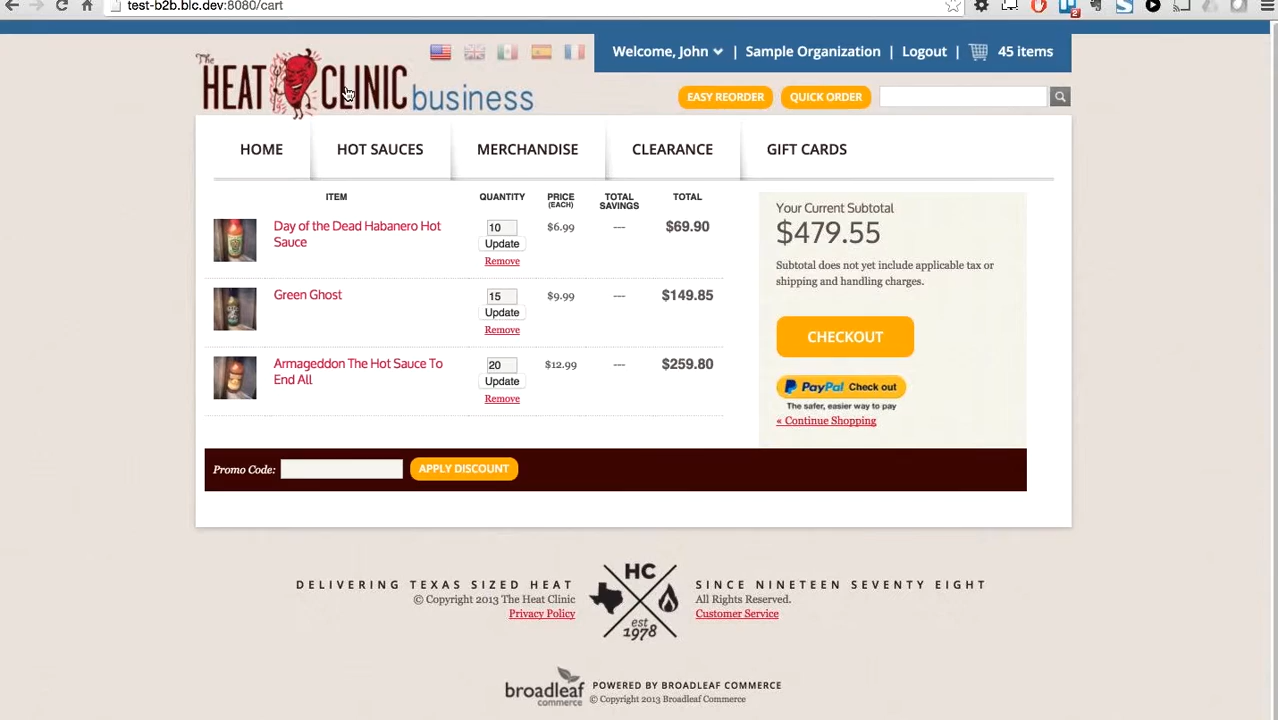 test-b2b.blc.dev:8080/cart
2
The
HEAT CLINIC business
Welcome, John | Sample Organization | Logout | 45 items
EASY REORDER QUICK ORDER
HOME HOT SAUCES MERCHANDISE CLEARANCE GIFT CARDS
ITEM QUANTITY PRICE (EACH) TOTAL SAVINGS TOTAL
Day of the Dead Habanero Hot Sauce 10 $6.99 --- $69.90
Update
Remove
Green Ghost 15 $9.99 --- $149.85
Update
Remove
Armageddon The Hot Sauce To End All 20 $12.99 --- $259.80
Update
Remove
Your Current Subtotal
$479.55
Subtotal does not yet include applicable tax or
shipping and handling charges.
CHECKOUT
PayPal Check out
The safer, easier way to pay
« Continue Shopping
Promo Code: APPLY DISCOUNT
DELIVERING TEXAS SIZED HEAT
© Copyright 2013 The Heat Clinic
Privacy Policy
HC
est
1978
SINCE NINETEEN SEVENTY EIGHT
All Rights Reserved.
Customer Service
broadleaf
commerce
POWERED BY BROADLEAF COMMERCE
© Copyright 2013 Broadleaf Commerce